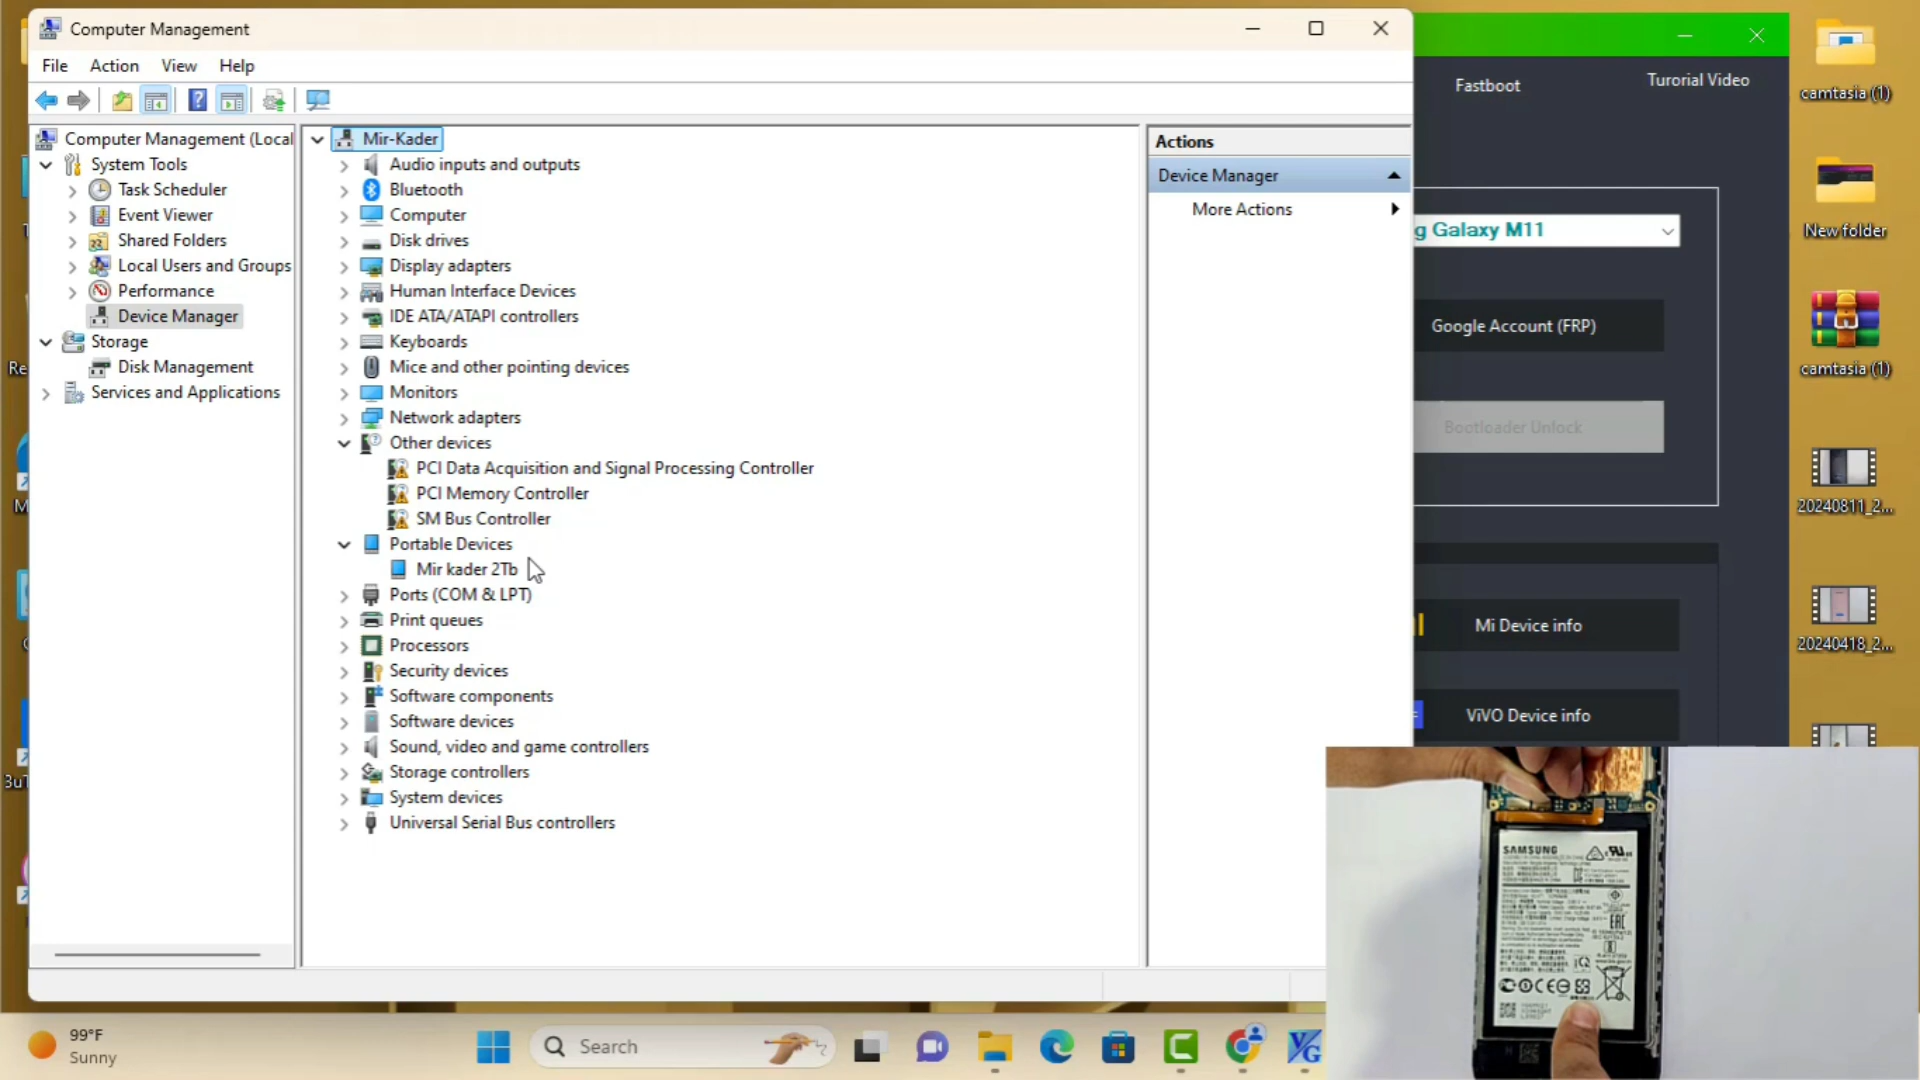 Computer Management
File Action View Help
Computer Management (Local
System Tools
Task Scheduler
Event Viewer
Shared Folders
Local Users and Groups
Performance
Device Manager
Storage
Disk Management
Services and Applications
Mir-Kader
Audio inputs and outputs
Bluetooth
Computer
Disk drives
Display adapters
Human Interface Devices
IDE ATA/ATAPI controllers
Keyboards
Mice and other pointing devices
Monitors
Network adapters
Other devices
PCI Data Acquisition and Signal Processing Controller
PCI Memory Controller
SM Bus Controller
Portable Devices
Mir kader 2Tb
Ports (COM & LPT)
Print queues
Processors
Security devices
Software components
Software devices
Sound, video and game controllers
Storage controllers
System devices
Universal Serial Bus controllers
Actions
Device Manager
More Actions
Fastboot
Turorial Video
g Galaxy M11
Google Account (FRP)
Bootloader Unlock
Mi Device info
ViVO Device info
camtasia (1)
New folder
camtasia (1)
20240811_2...
20240418_2...
Re
M
3uT
SAMSUNG
EAC
99°F
Sunny
Search